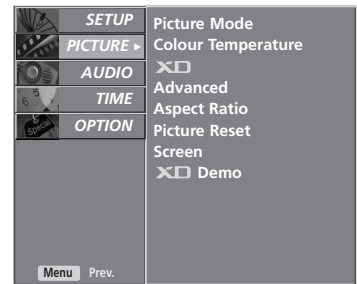 SETUP
PICTURE ►
AUDIO
TIME
OPTION
Menu Prev.
Picture Mode
Colour Temperature
XD
Advanced
Aspect Ratio
Picture Reset
Screen
XD Demo